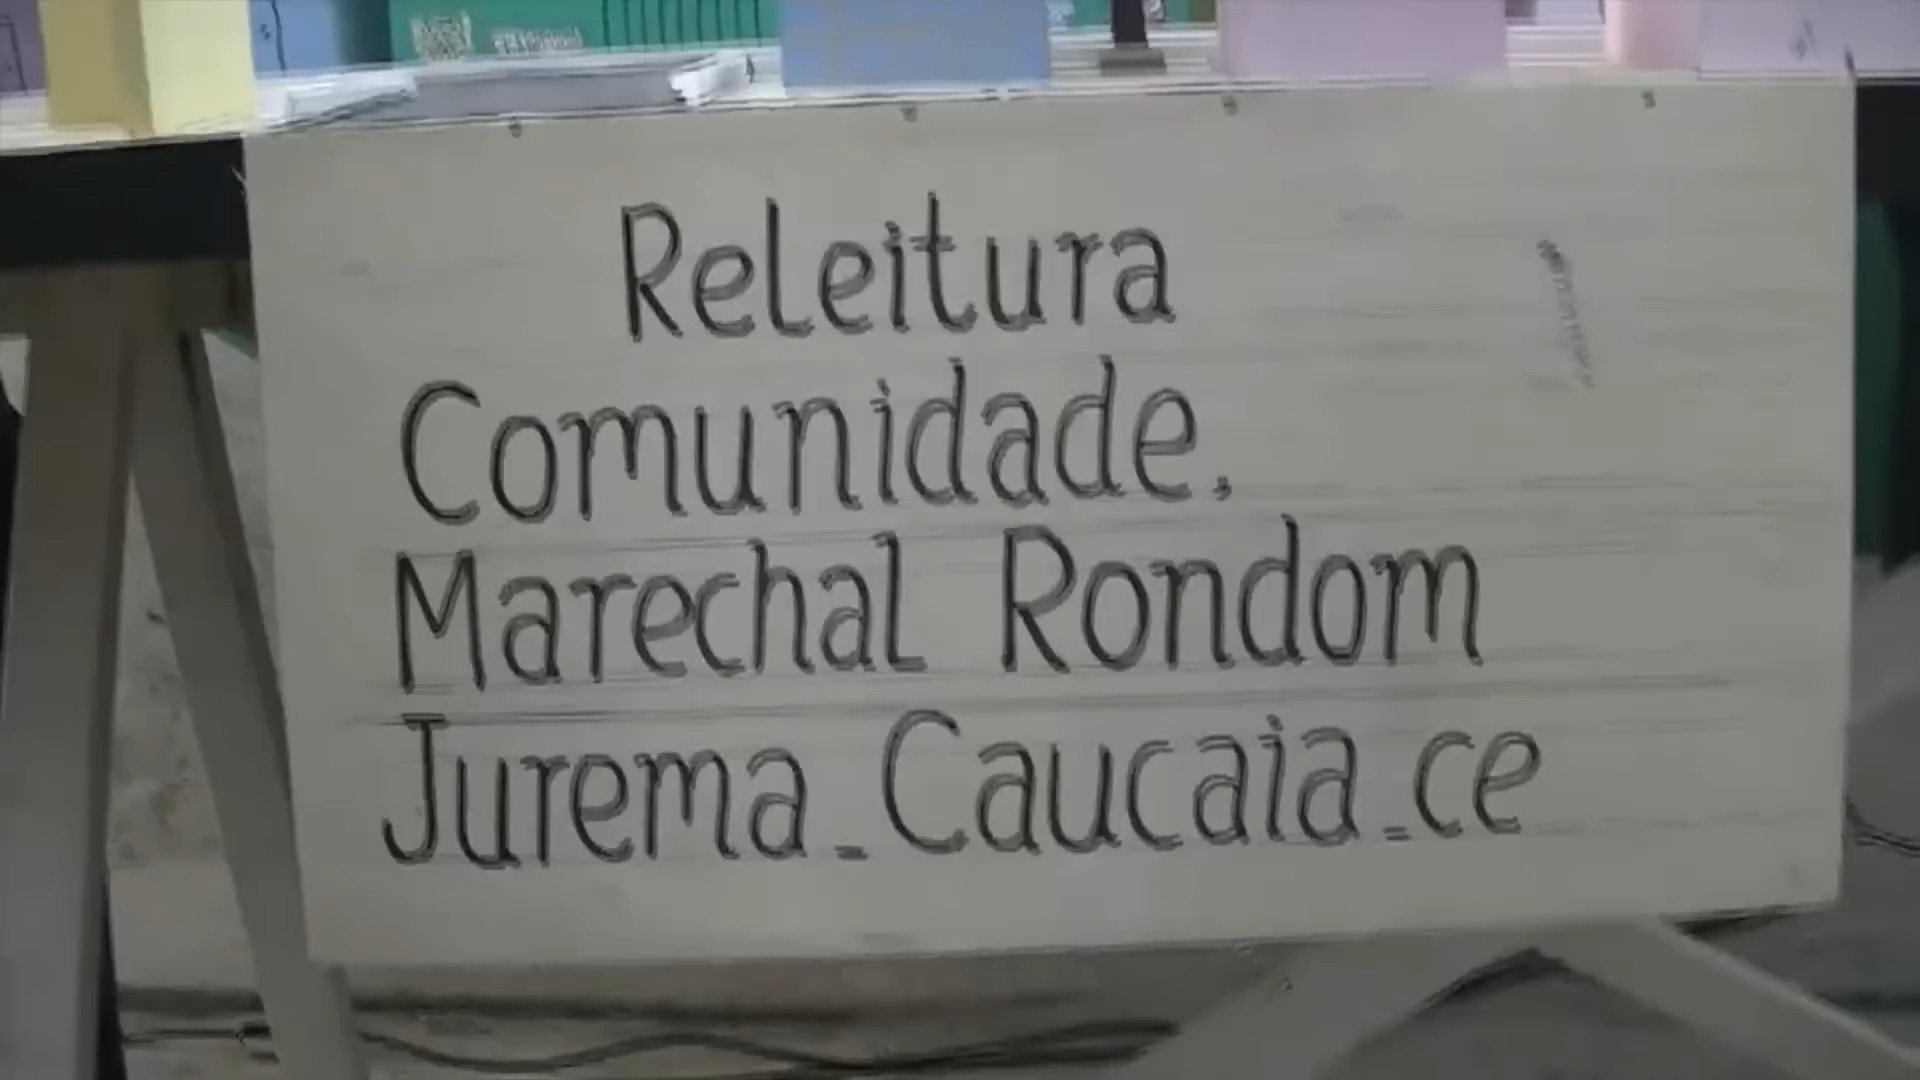 Releitura
Comunidade.
Marechal Rondom
Jurema_Caucaia_ce